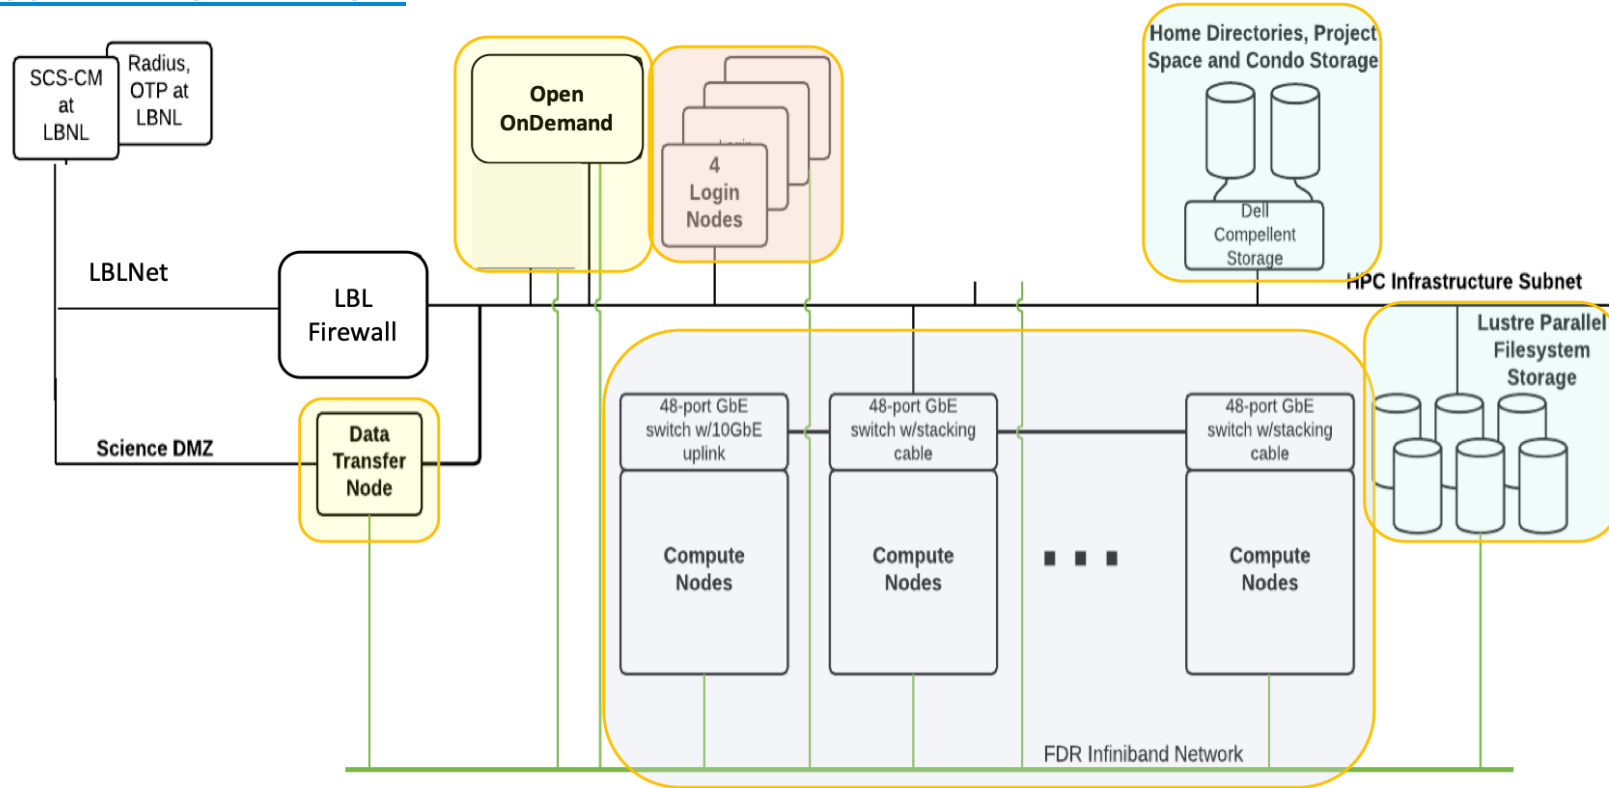 SCS-CM
at
LBNL
Radius,
OTP at
LBNL
Open
OnDemand
4
Login
Nodes
Home Directories, Project
Space and Condo Storage
Dell
Compellent
Storage
LBLNet
LBL
Firewall
HPC Infrastructure Subnet
Lustre Parallel
Filesystem
Storage
Science DMZ
Data
Transfer
Node
48-port GbE
switch w/10GbE
uplink
48-port GbE
switch w/stacking
cable
48-port GbE
switch w/stacking
cable
Compute
Nodes
Compute
Nodes
Compute
Nodes
FDR Infiniband Network